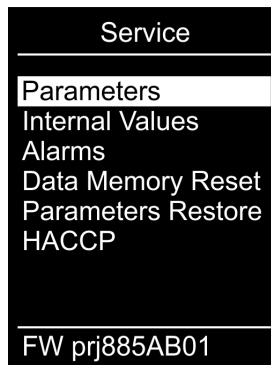 Service
Parameters
Internal Values
Alarms
Data Memory Reset
Parameters Restore
HACCP
FW prj885AB01